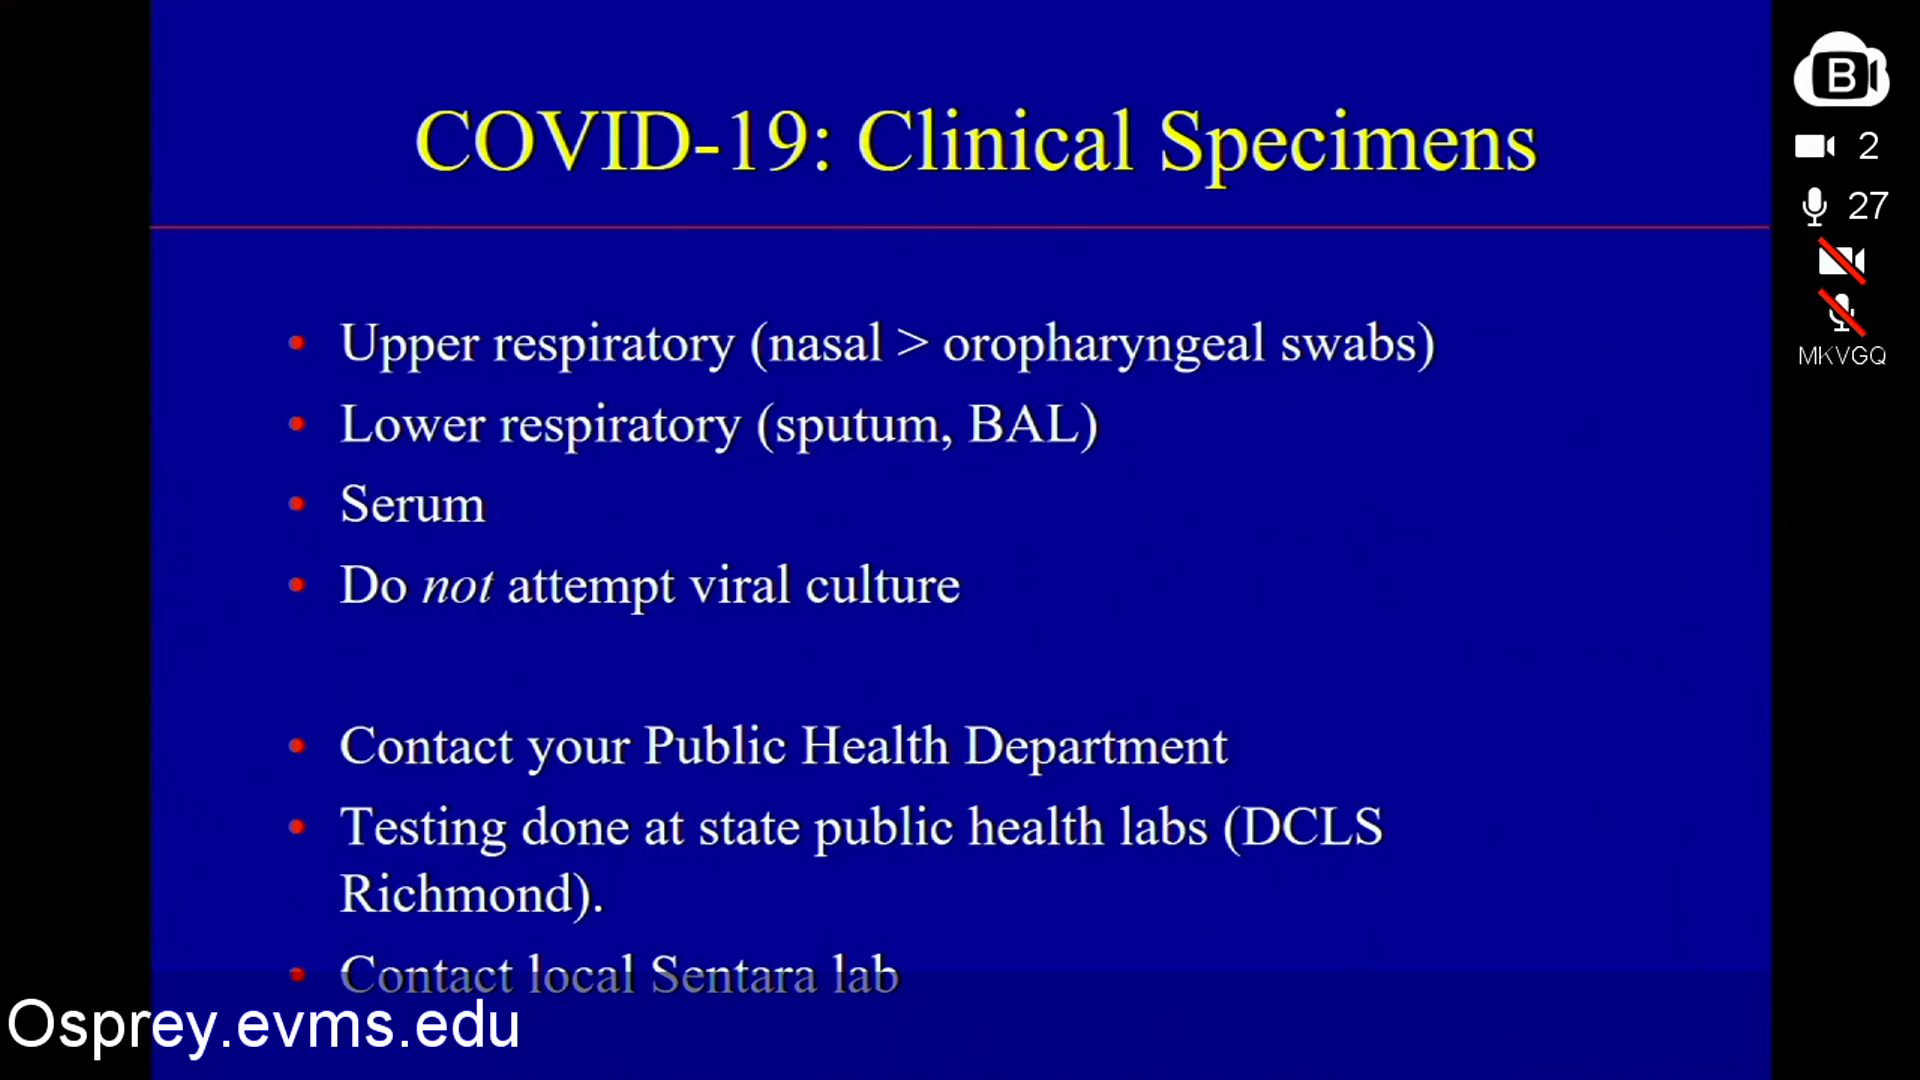 COVID-19: Clinical Specimens
• Upper respiratory (nasal > oropharyngeal swabs)
• Lower respiratory (sputum, BAL)
• Serum
• Do not attempt viral culture
• Contact your Public Health Department
• Testing done at state public health labs (DCLS
Richmond).
• Contact local Sentara lab
Osprey.evms.edu
B
2
27
MKVGQ